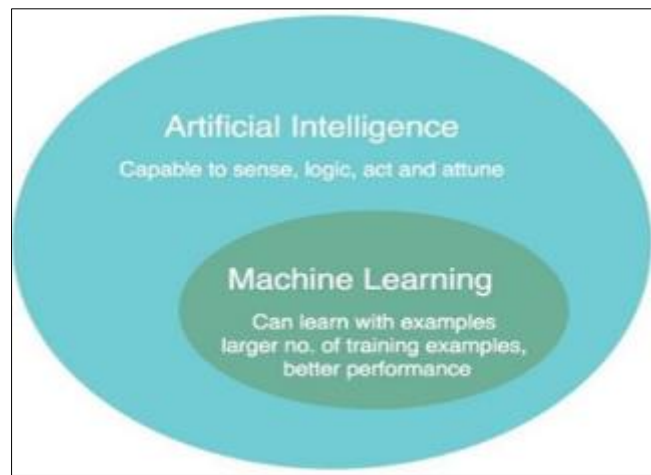 Artificial Intelligence
Capable to sense, logic, act and attune
Machine Learning
Can learn with examples
larger no. of training examples,
better performance